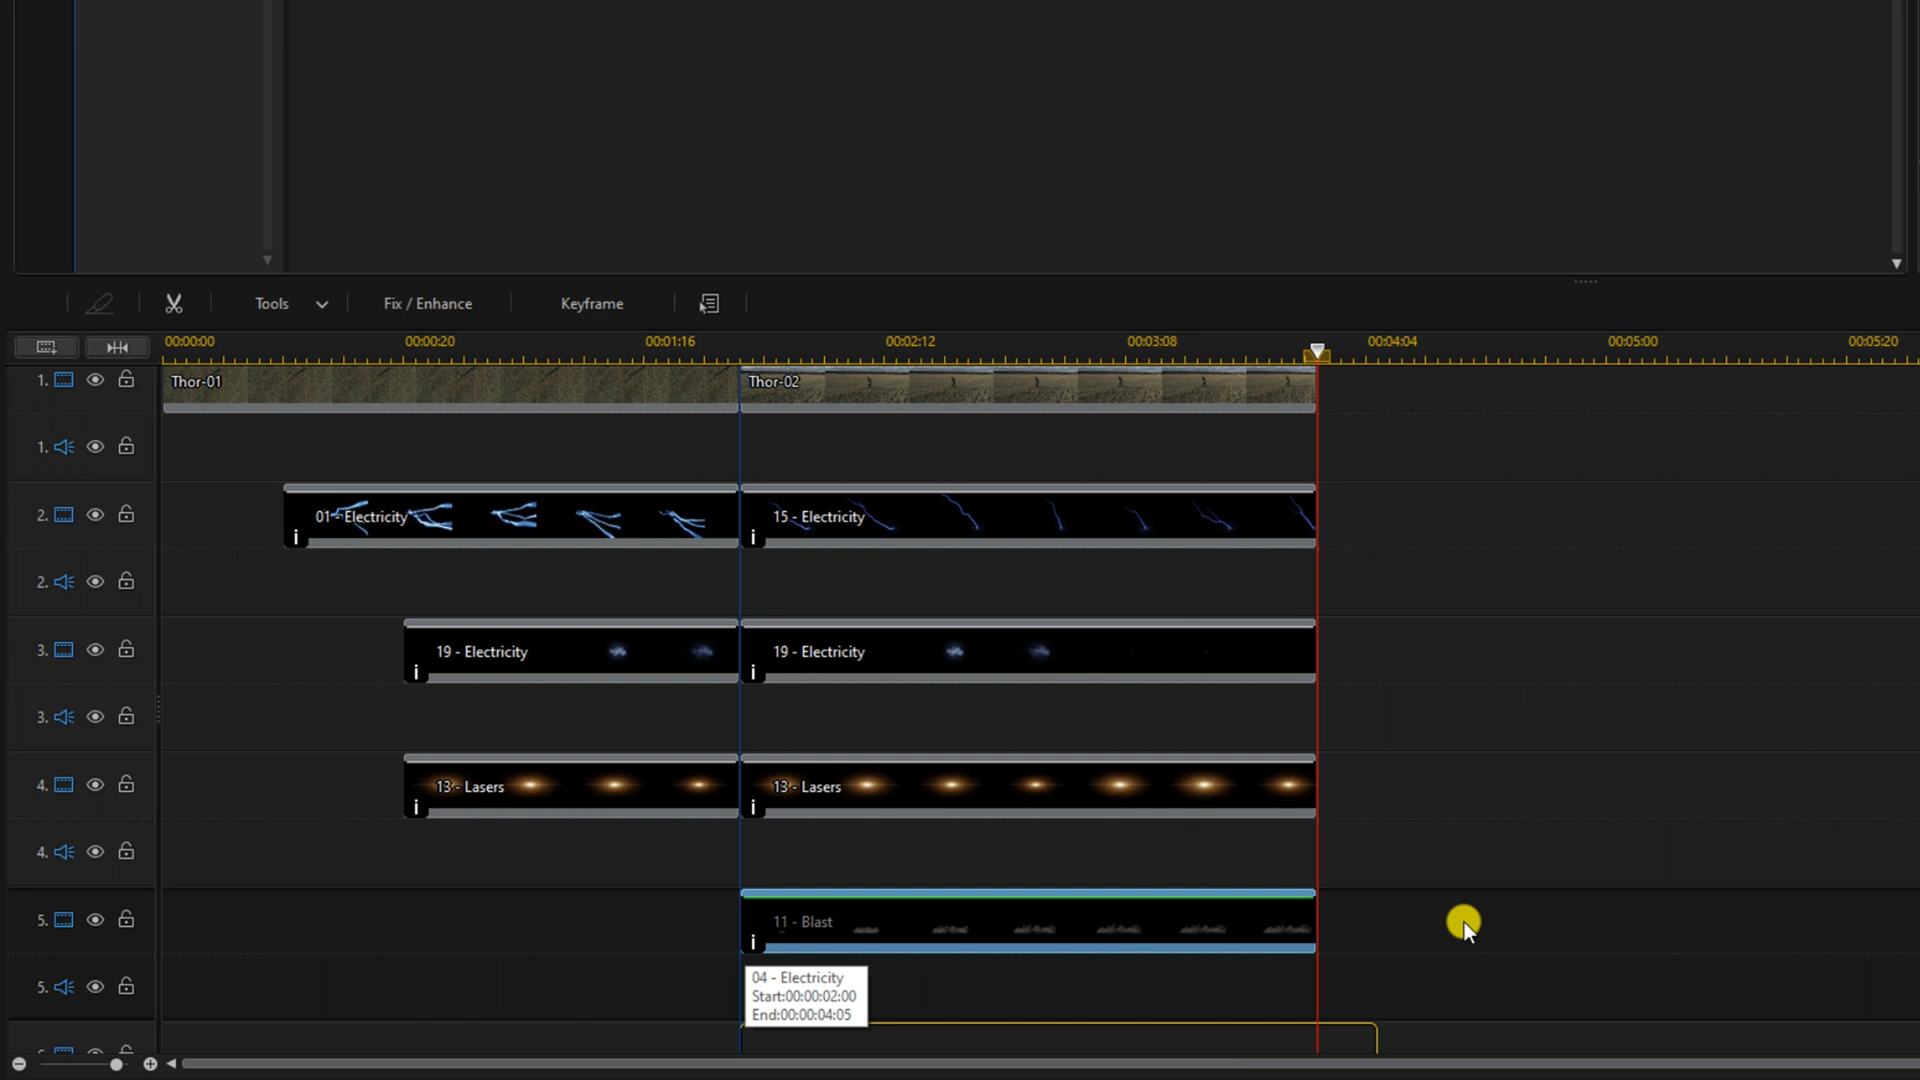 Tools Fix / Enhance Keyframe
00:00:00 00:00:20 00:01:16 00:02:12 00:03:08 00:04:04 00:05:00 00:05:20
1. Thor-01 Thor-02
1.
2. 01 - Electricity 15 - Electricity
i i
2.
3. 19 - Electricity 19 - Electricity
i i
3.
4. 13 - Lasers 13 - Lasers
i i
4.
5. 11 - Blast
i
5.
04 - Electricity
Start:00:00:02:00
End:00:00:04:05